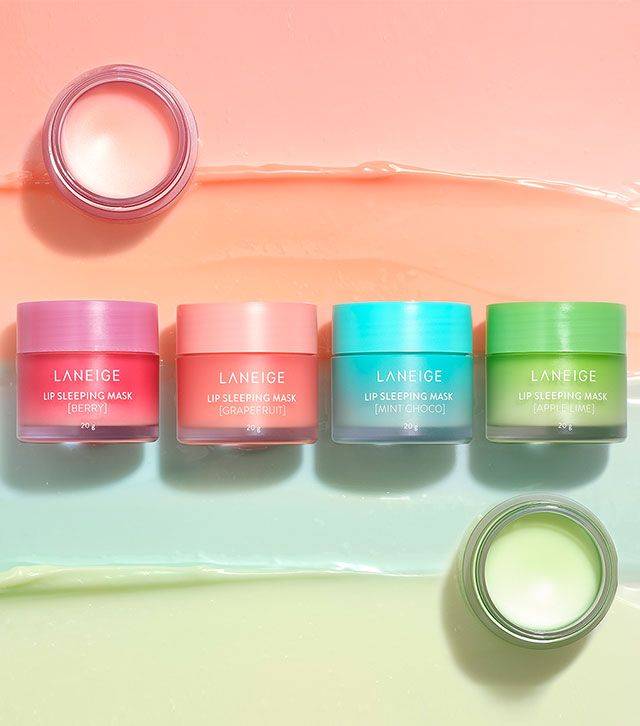 LANEIGE
LIP SLEEPING MASK
[BERRY]
20 g
LANEIGE
LIP SLEEPING MASK
[GRAPEFRUIT]
20 g
LANEIGE
LIP SLEEPING MASK
[MINT CHOCO]
20 g
LANEIGE
LIP SLEEPING MASK
[APPLE LIME]
20 g